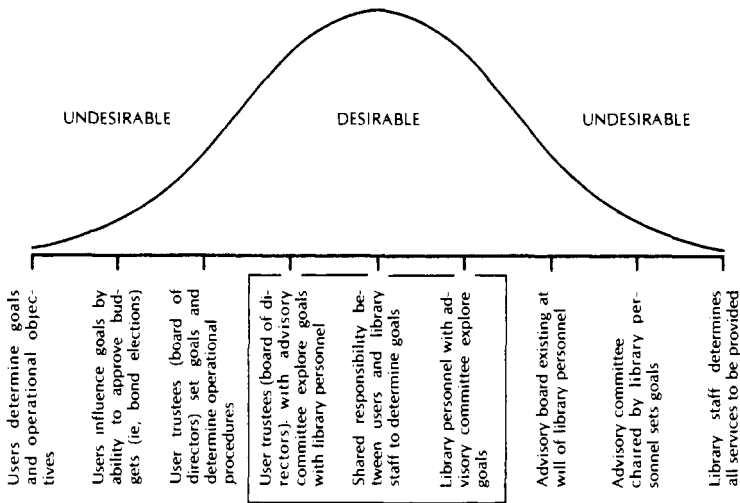 UNDESIRABLE
DESIRABLE
UNDESIRABLE
Users determine goals
and operational objec-
tives
Users influence goals by
ability to approve bud-
gets (ie, bond elections)
User trustees (board of
directors) set goals and
determine operational
procedures
User trustees (board of di-
rectors). with advisory
committee explore goals
with library personnel
Shared responsibility be-
tween users and library
staff to determine goals
Library personnel with ad-
visory committee explore
goals
Advisory board existing at
will of library personnel
Advisory committee
chaired by library per-
sonnel sets goals
Library staff determines
all services to be provided